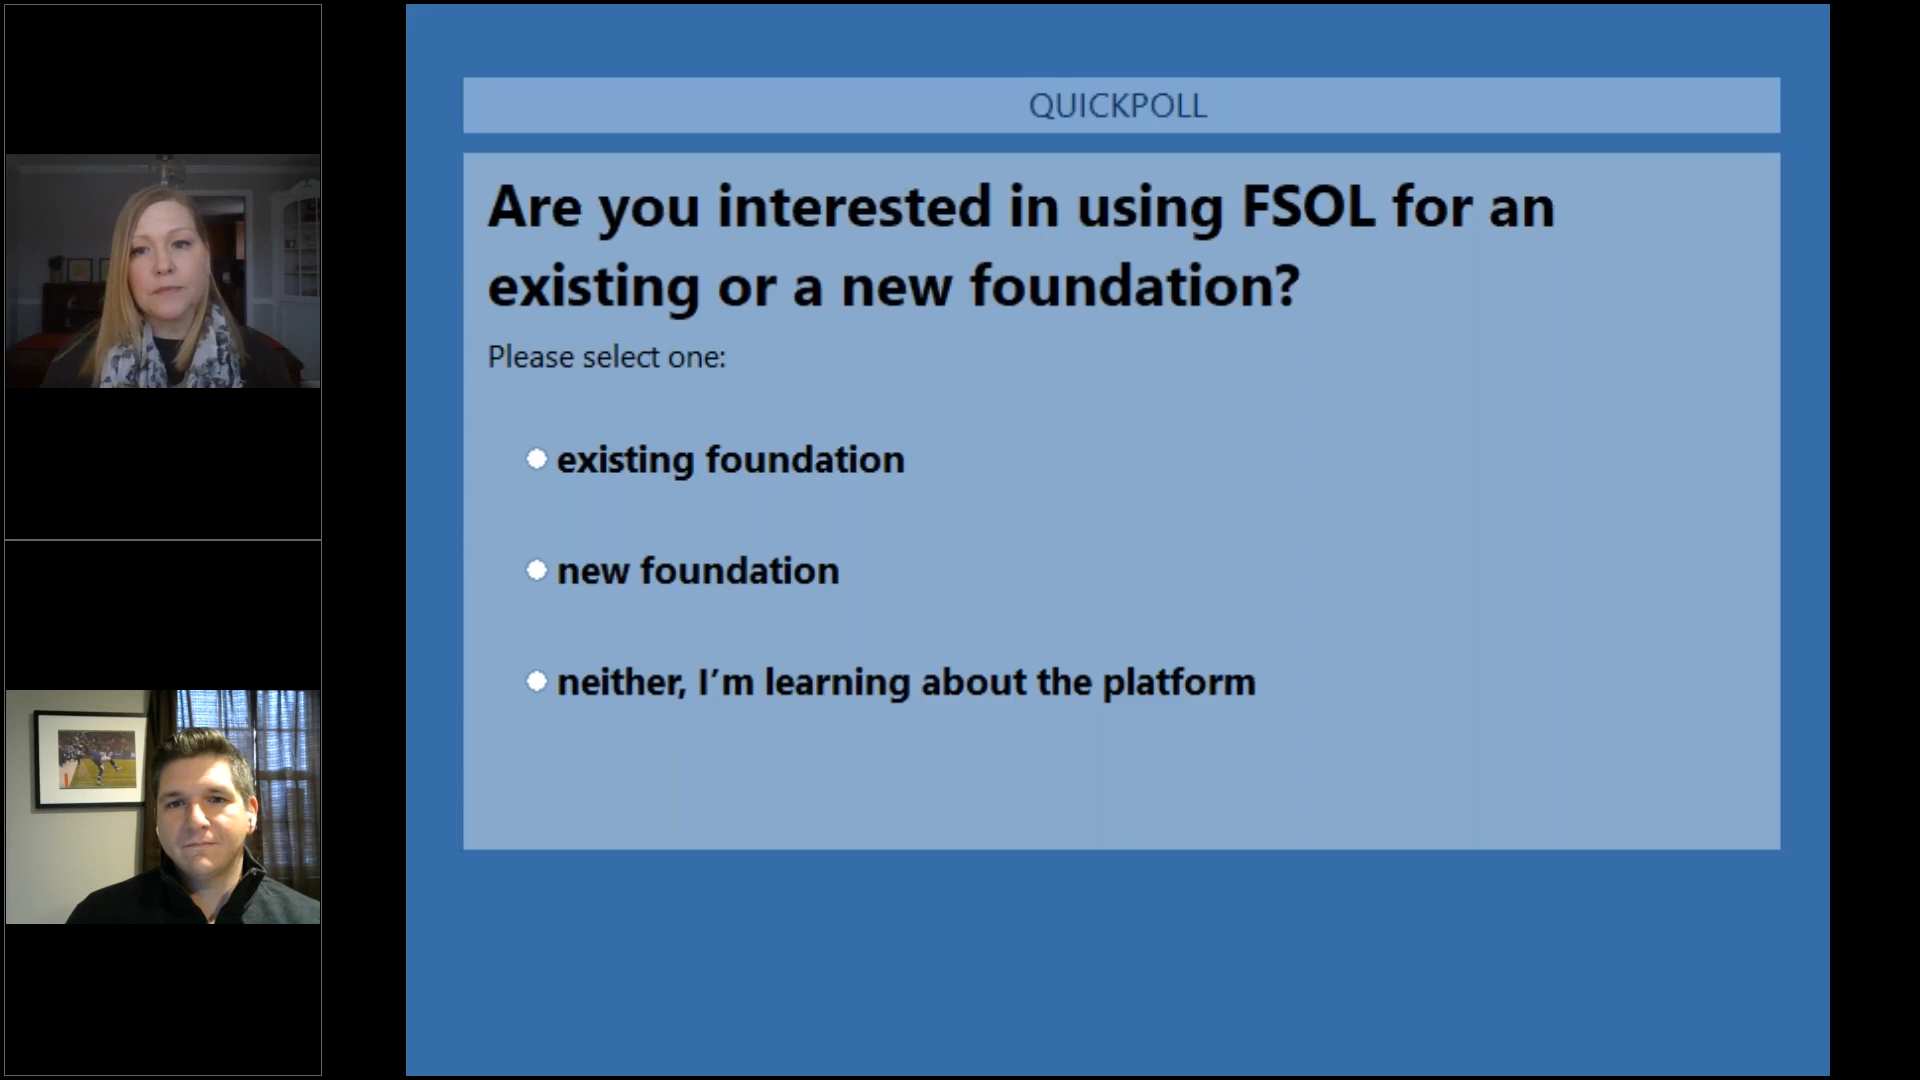 QUICKPOLL
Are you interested in using FSOL for an
existing or a new foundation?
Please select one:
existing foundation
new foundation
neither, I’m learning about the platform